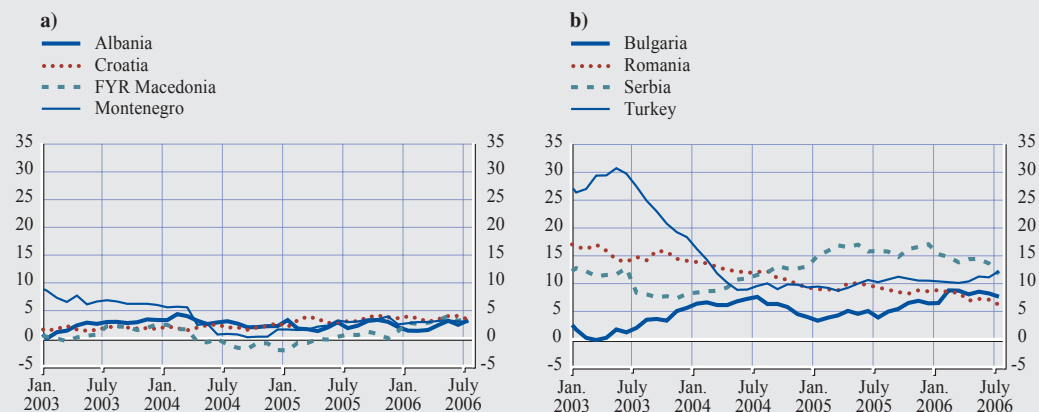 a)
Albania
Croatia
FYR Macedonia
Montenegro
35 35
30 30
25 25
20 20
15 15
10 10
5 5
0 0
-5 -5
Jan. July Jan. July Jan. July Jan. July
2003 2003 2004 2004 2005 2005 2006 2006
b)
Bulgaria
Romania
Serbia
Turkey
35 35
30 30
25 25
20 20
15 15
10 10
5 5
0 0
-5 -5
Jan. July Jan. July Jan. July Jan. July
2003 2003 2004 2004 2005 2005 2006 2006